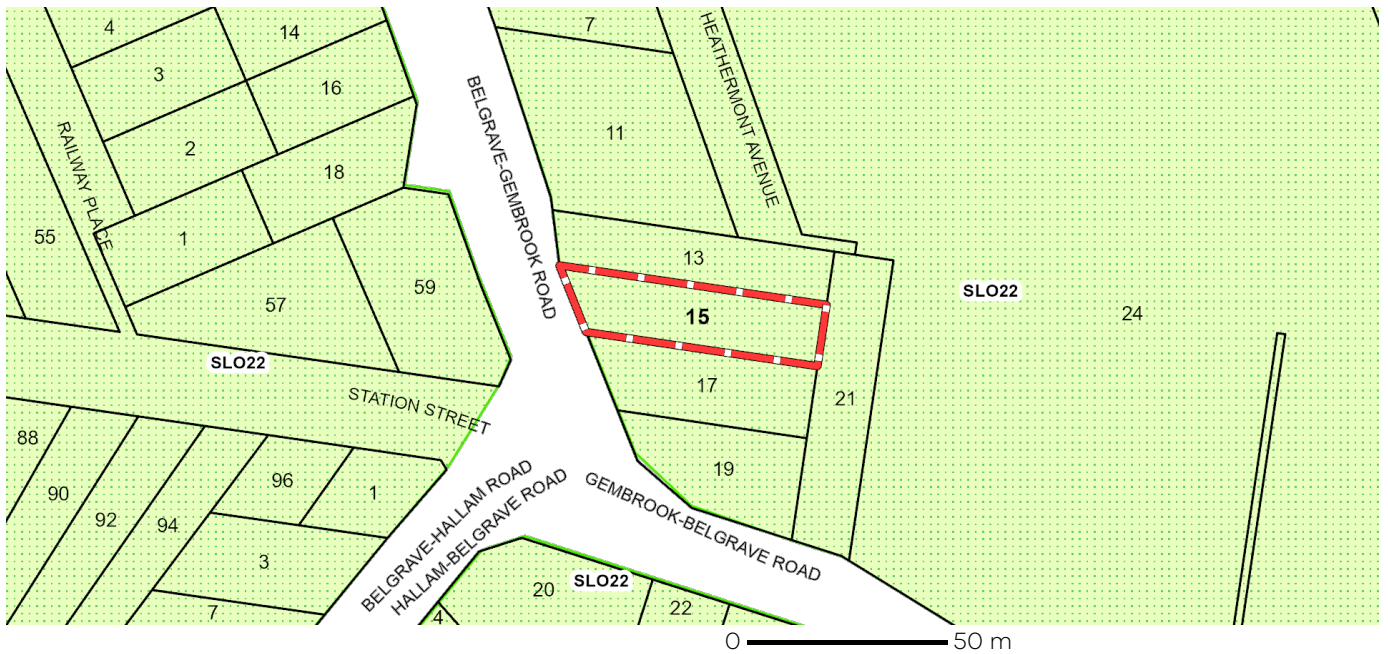 4
14
7
HEATHERMONT AVENUE
3
16
BELGRAVE-GEMBROOK ROAD
11
RAILWAY PLACE
2
18
55
1
13
57
59
15
SLO22
24
SLO22
STATION STREET
17
21
88
96
1
19
90
92
94
BELGRAVE-HALLAM ROAD
HALLAM-BELGRAVE ROAD
GEMBROOK-BELGRAVE ROAD
3
20
SLO22
22
7
4
0
50 m